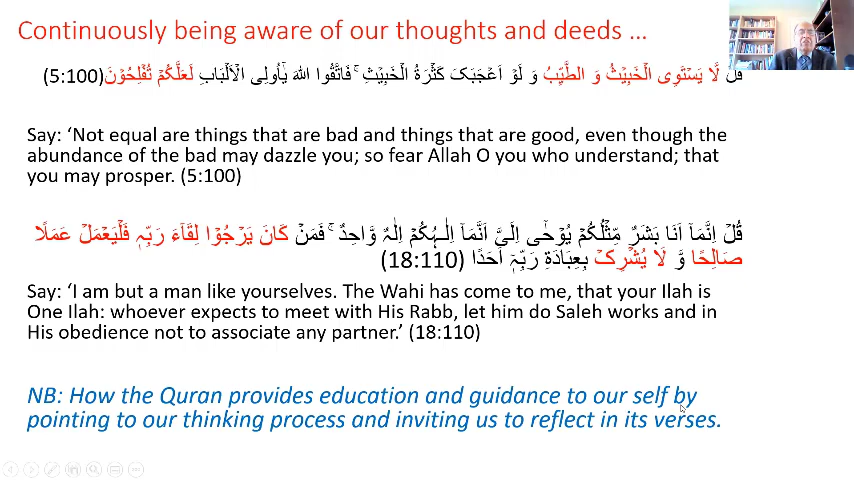 Continuously being aware of our thoughts and deeds …
قُلْ لَّا یَسْتَوِی الْخَبِیْثُ وَ الطَّیِّبُ وَ لَوْ اَعْجَبَکَ کَثْرَةُ الْخَبِیْثِ ۚ فَاتَّقُوا اللّٰهَ یٰۤاُولِی الْاَلْبَابِ لَعَلَّکُمْ تُفْلِحُوْنَ (5:100)
Say: ‘Not equal are things that are bad and things that are good, even though the
abundance of the bad may dazzle you; so fear Allah O you who understand; that
you may prosper. (5:100)
قُلْ اِنَّمَاۤ اَنَا بَشَرٌ مِّثْلُکُمْ یُوْحٰۤی اِلَیَّ اَنَّمَاۤ اِلٰـهُکُمْ اِلٰهٌ وَّاحِدٌ ۚ فَمَنْ کَانَ یَرْجُوْا لِقَآءَ رَبِّهٖ فَلْیَعْمَلْ عَمَلًا
صَالِحًا وَّ لَا یُشْرِکْ بِعِبَادَةِ رَبِّهٖۤ اَحَدًا (18:110)
Say: ‘I am but a man like yourselves. The Wahi has come to me, that your Ilah is
One Ilah: whoever expects to meet with His Rabb, let him do Saleh works and in
His obedience not to associate any partner.’ (18:110)
NB: How the Quran provides education and guidance to our self by
pointing to our thinking process and inviting us to reflect in its verses.